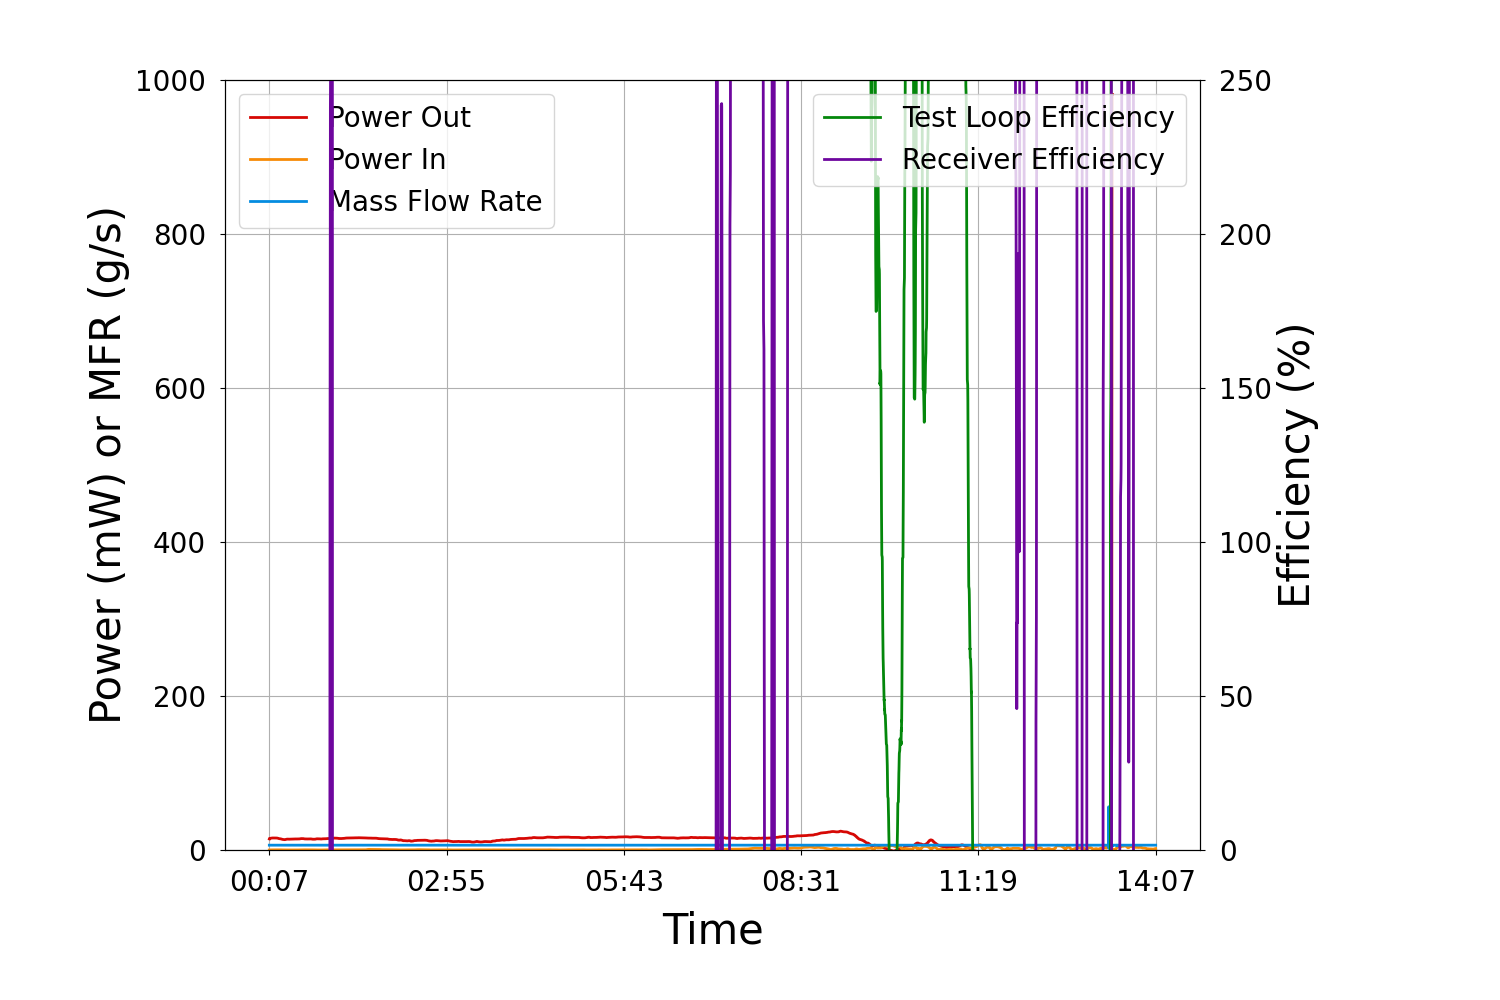 Power Out
Power In
Mass Flow Rate
Test Loop Efficiency
Receiver Efficiency
Power (mW) or MFR (g/s)
1000
800
600
400
200
0
250
200
150
100
50
0
Efficiency (%)
00:07 02:55 05:43 08:31 11:19 14:07
Time